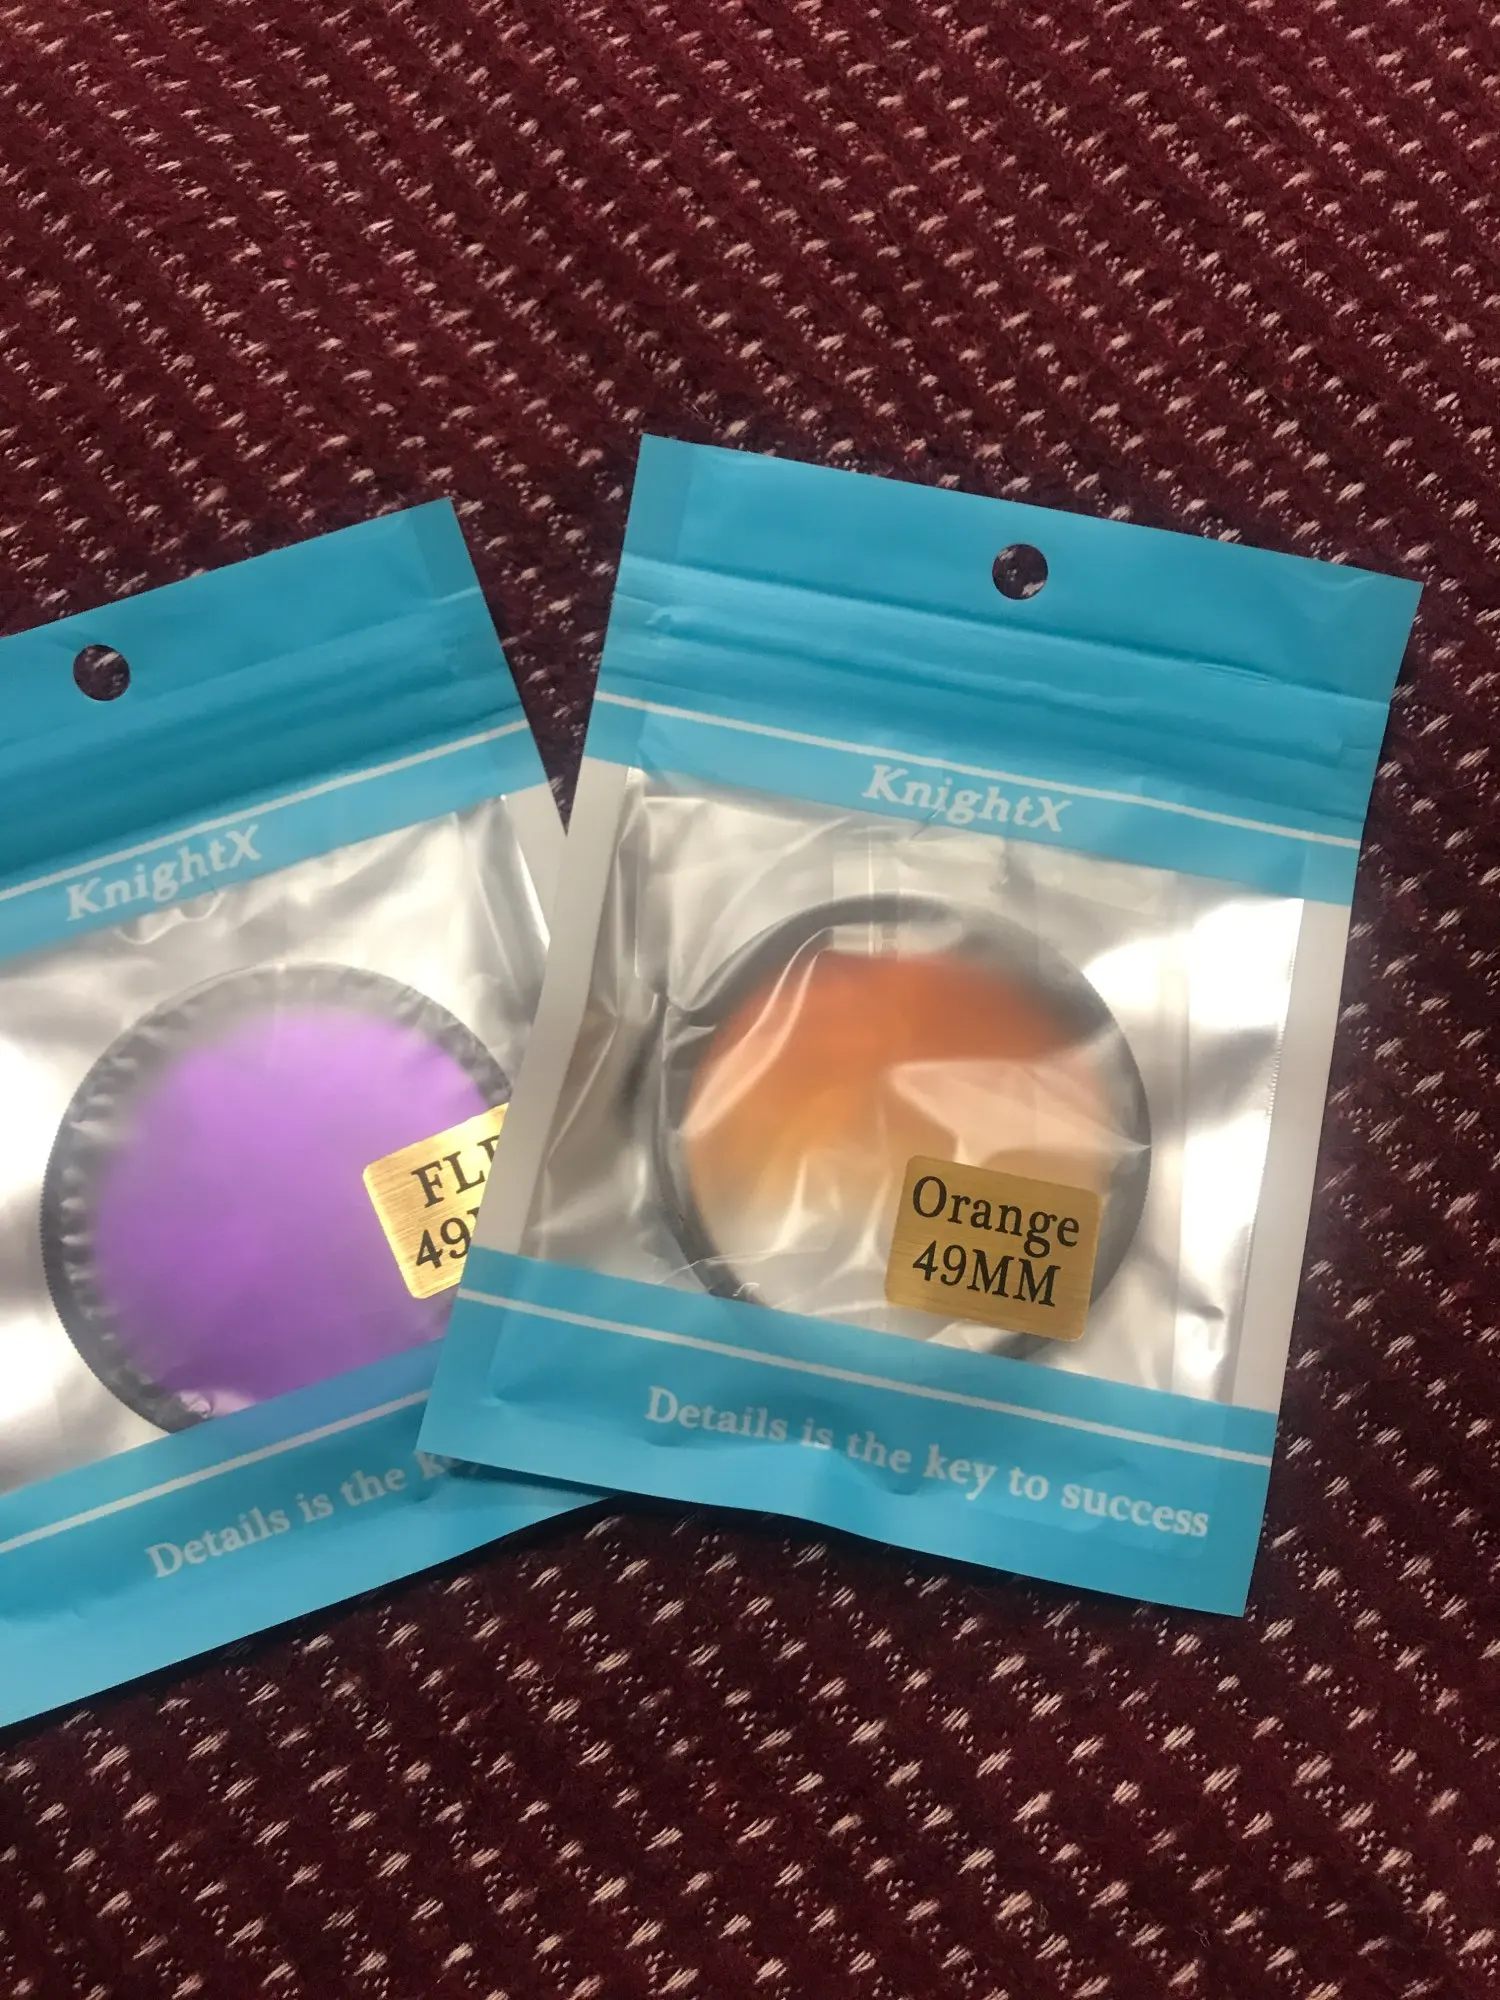 KnightX
FL
49
Details is the
KnightX
Orange
49MM
Details is the key to success